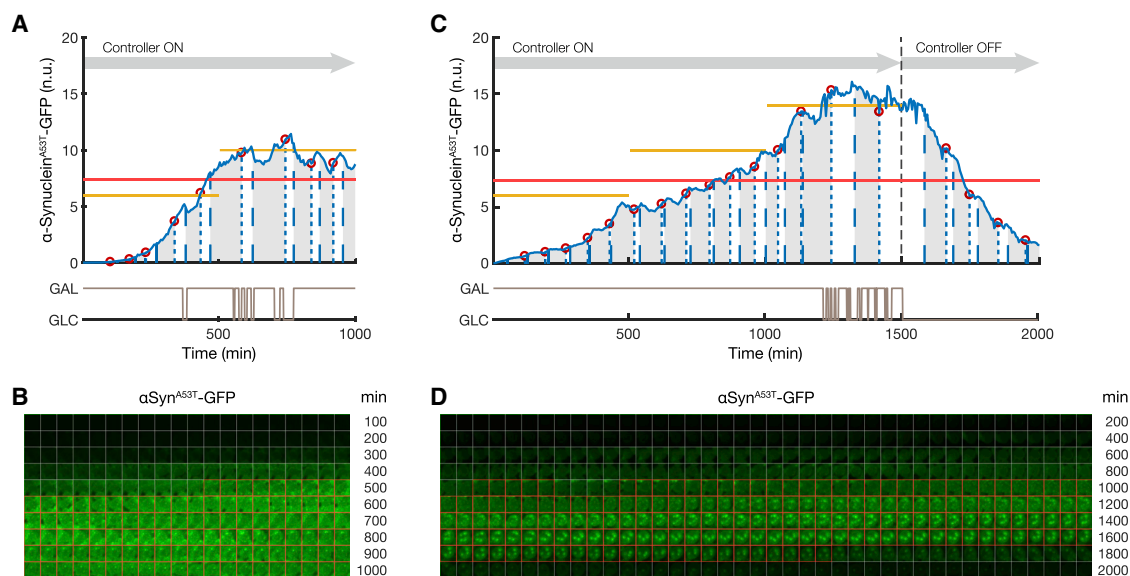 A
α-Synuclein^A53T-GFP (n.u.)
20
15
10
5
0
Controller ON
GAL
GLC
500
1000
Time (min)
C
α-Synuclein^A53T-GFP (n.u.)
20
15
10
5
0
Controller ON
Controller OFF
GAL
GLC
500
1000
1500
2000
Time (min)
B
αSyn^A53T-GFP
min
100
200
300
400
500
600
700
800
900
1000
D
αSyn^A53T-GFP
min
200
400
600
800
1000
1200
1400
1600
1800
2000